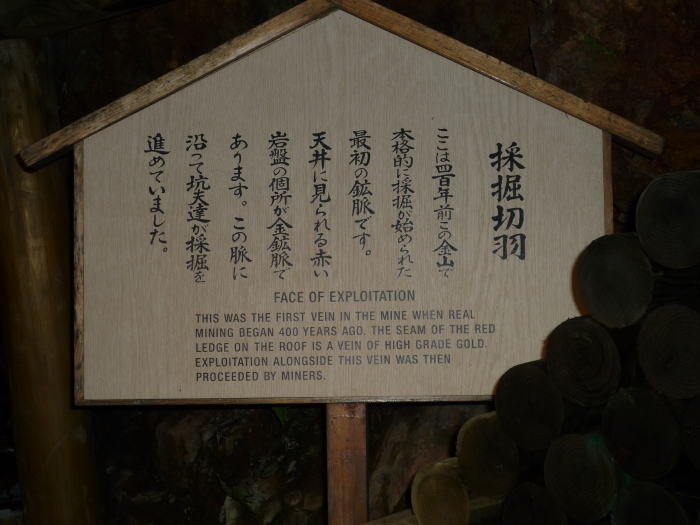 採掘切羽
ここは四百年前この金山で
本格的に採掘が始められた
最初の鉱脈です。
天井に見られる赤い
岩盤の個所が金鉱脈で
あります。この脈に
沿って坑夫達が採掘を
進めていました。
FACE OF EXPLOITATION
THIS WAS THE FIRST VEIN IN THE MINE WHEN REAL
MINING BEGAN 400 YEARS AGO. THE SEAM OF THE RED
LEDGE ON THE ROOF IS A VEIN OF HIGH GRADE GOLD.
EXPLOITATION ALONGSIDE THIS VEIN WAS THEN
PROCEEDED BY MINERS.